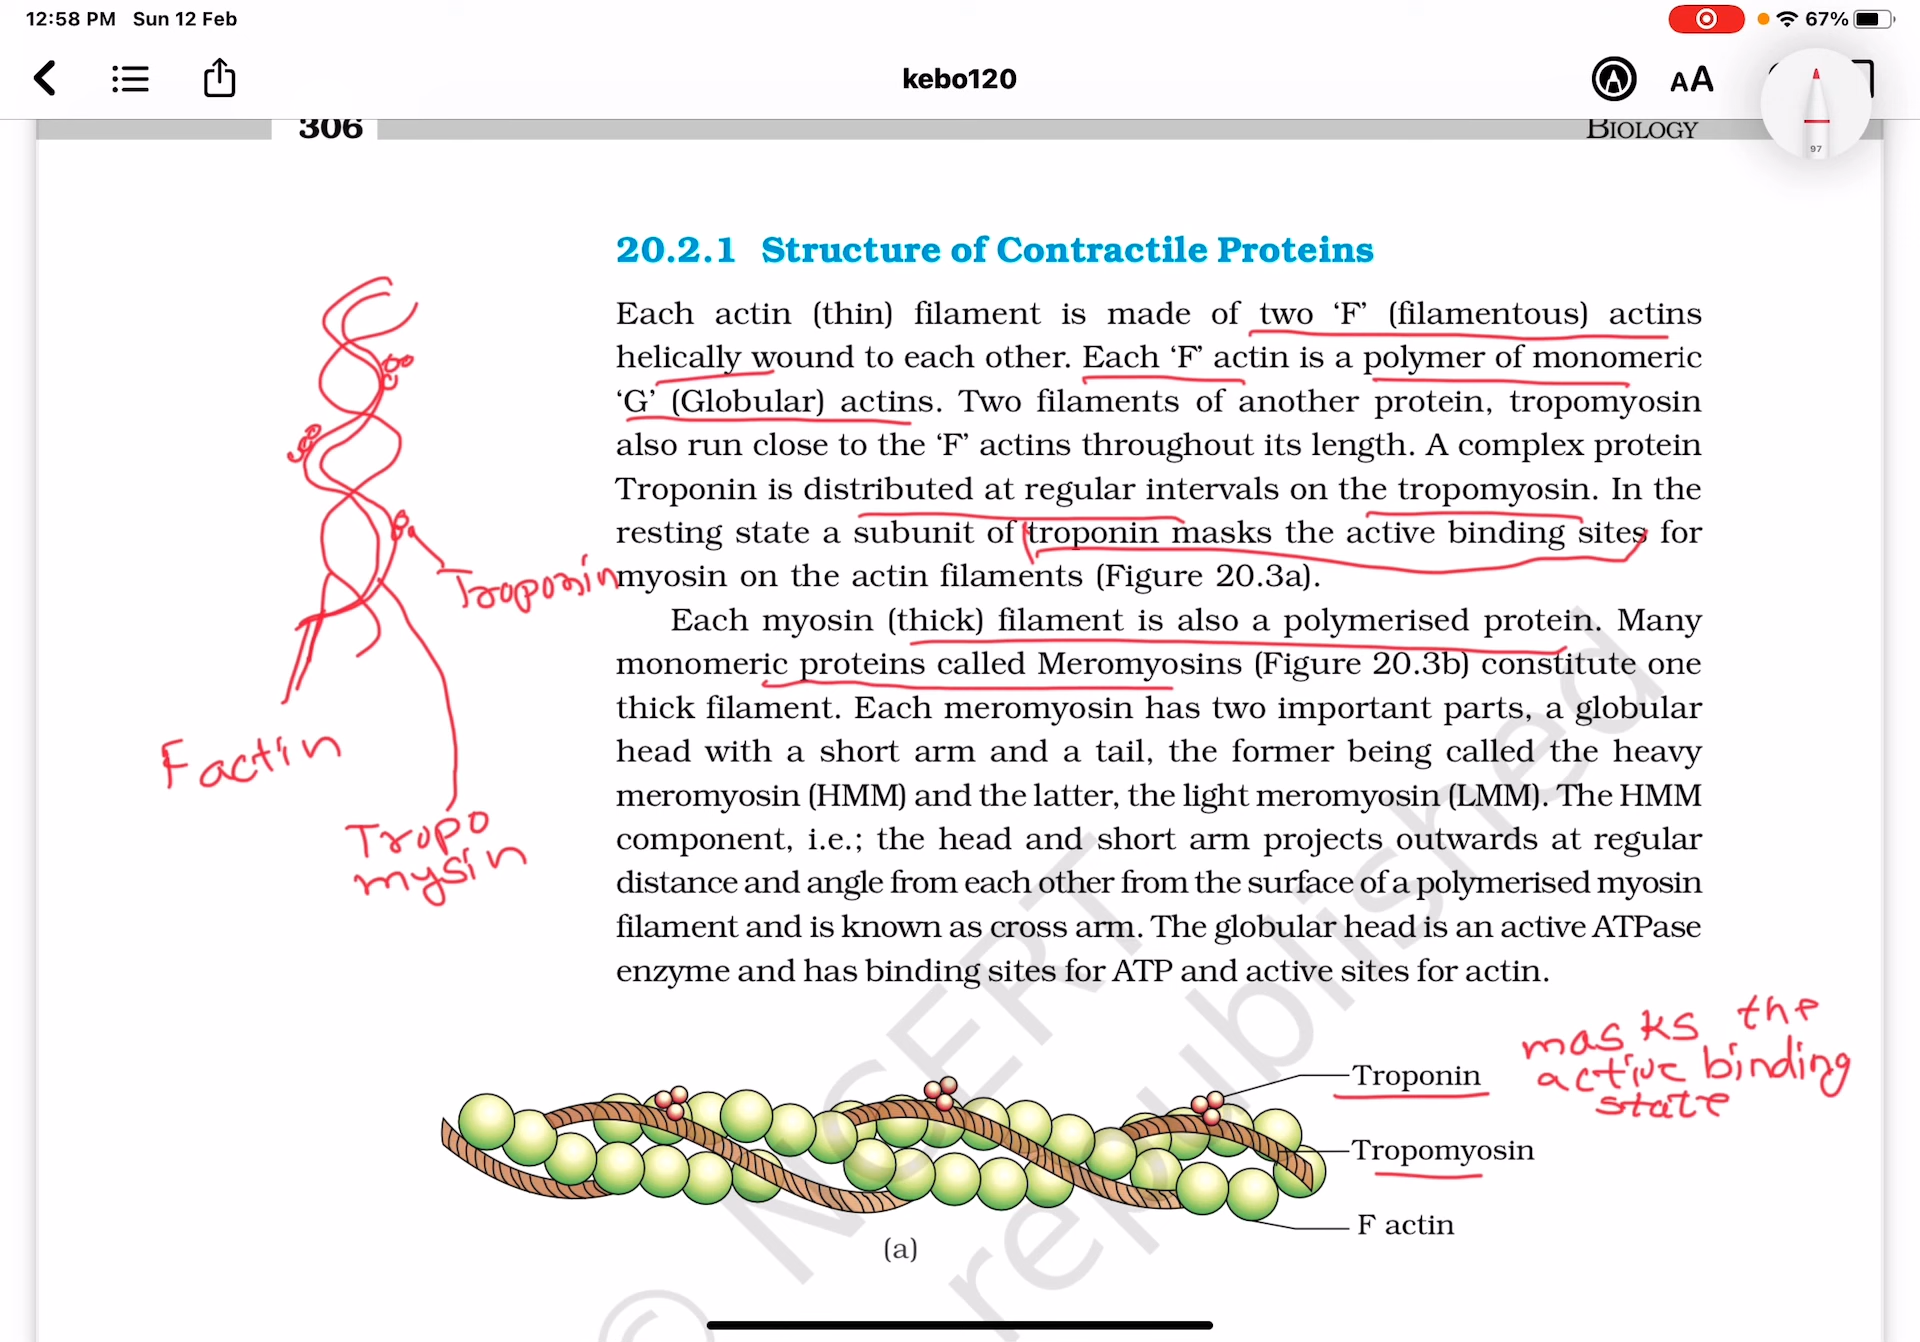 12:58 PM Sun 12 Feb
67%
kebo120
AA
97
306
BIOLOGY
20.2.1 Structure of Contractile Proteins
Each actin (thin) filament is made of two ‘F’ (filamentous) actins
helically wound to each other. Each ‘F’ actin is a polymer of monomeric
‘G’ (Globular) actins. Two filaments of another protein, tropomyosin
also run close to the ‘F’ actins throughout its length. A complex protein
Troponin is distributed at regular intervals on the tropomyosin. In the
resting state a subunit of troponin masks the active binding sites for
myosin on the actin filaments (Figure 20.3a).
Each myosin (thick) filament is also a polymerised protein. Many
monomeric proteins called Meromyosins (Figure 20.3b) constitute one
thick filament. Each meromyosin has two important parts, a globular
head with a short arm and a tail, the former being called the heavy
meromyosin (HMM) and the latter, the light meromyosin (LMM). The HMM
component, i.e.; the head and short arm projects outwards at regular
distance and angle from each other from the surface of a polymerised myosin
filament and is known as cross arm. The globular head is an active ATPase
enzyme and has binding sites for ATP and active sites for actin.
Troponin
F actin
Tropo
mysin
masks the
active binding
state
Troponin
Tropomyosin
F actin
(a)
© NCERT
republished